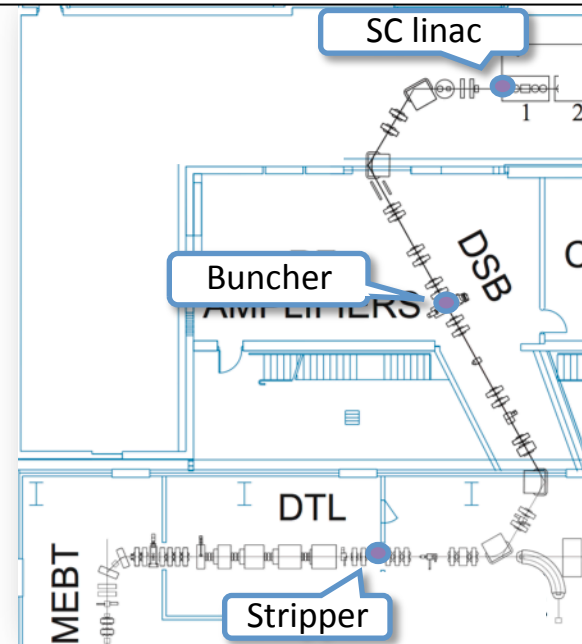 SC linac
1
2
DSB
Buncher
AMPLIFIERS
DTL
MEBT
Stripper